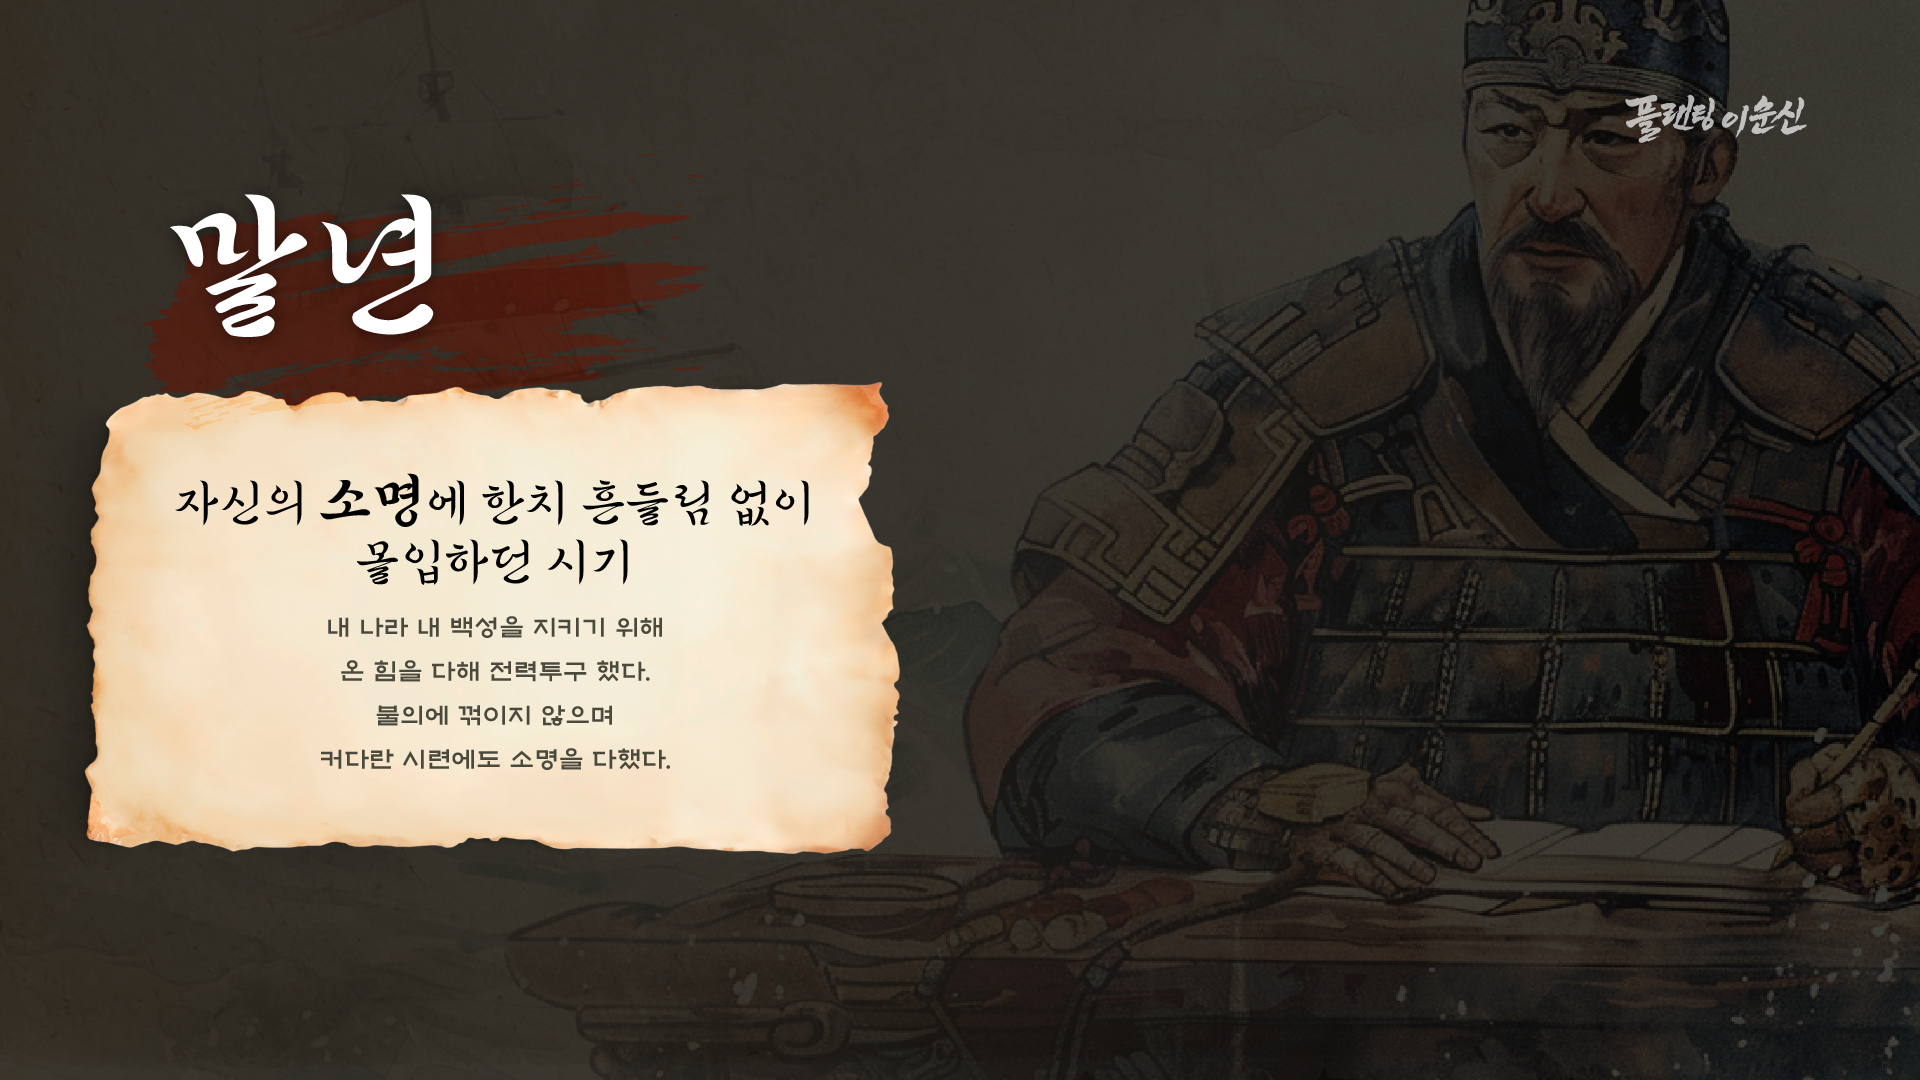 플랜팅 이순신
말년
자신의 소명에 한치 흔들림 없이
몰입하던 시기
내 나라 내 백성을 지키기 위해
온 힘을 다해 전력투구 했다.
불의에 꺾이지 않으며
커다란 시련에도 소명을 다했다.